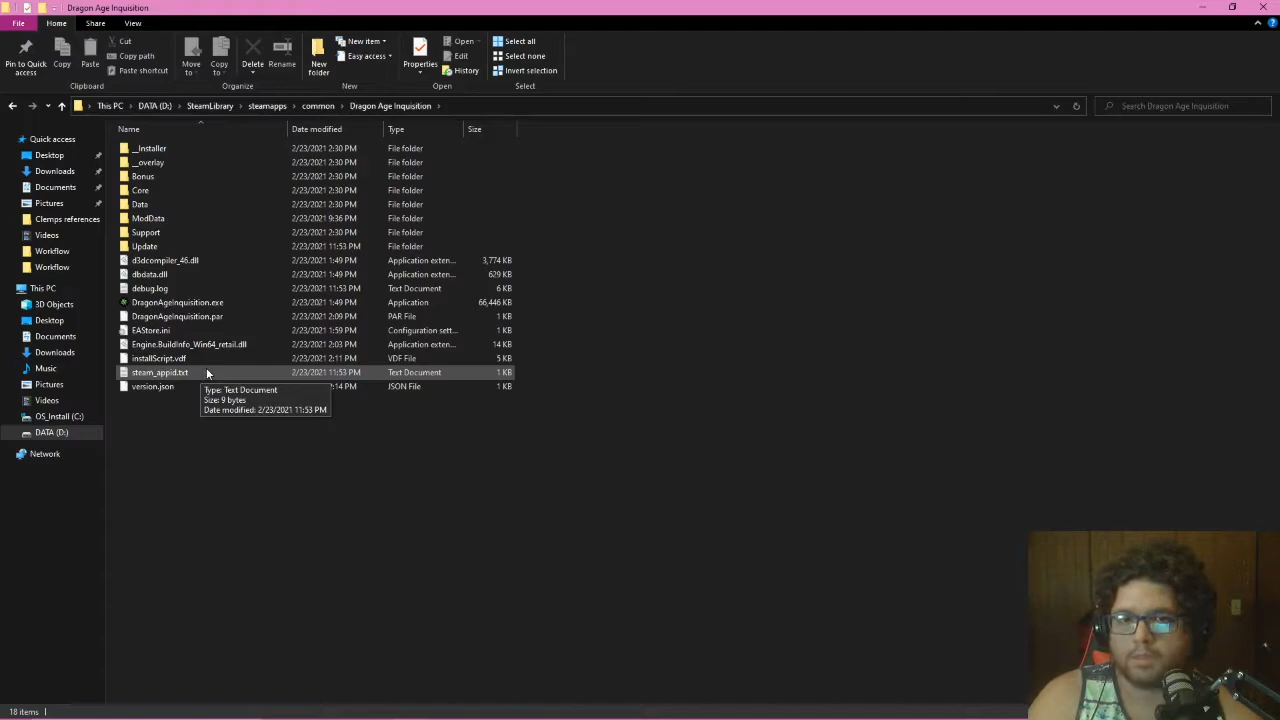 Dragon Age Inquisition
File Home Share View
Pin to Quick access
Copy
Paste
Cut
Copy path
Paste shortcut
Clipboard
Move to
Copy to
Delete
Rename
Organize
New folder
New item
Easy access
New
Properties
Open
Edit
History
Open
Select all
Select none
Invert selection
Select
This PC DATA (D:) SteamLibrary steamapps common Dragon Age Inquisition
Search Dragon Age Inquisition
Quick access
Desktop
Downloads
Documents
Pictures
Clemps references
Videos
Workflow
Workflow
This PC
3D Objects
Desktop
Documents
Downloads
Music
Pictures
Videos
OS_Install (C:)
DATA (D:)
Network
Name Date modified Type Size
__Installer 2/23/2021 2:30 PM File folder
__overlay 2/23/2021 2:30 PM File folder
Bonus 2/23/2021 2:30 PM File folder
Core 2/23/2021 2:30 PM File folder
Data 2/23/2021 2:30 PM File folder
ModData 2/23/2021 9:36 PM File folder
Support 2/23/2021 2:30 PM File folder
Update 2/23/2021 11:53 PM File folder
d3dcompiler_46.dll 2/23/2021 1:49 PM Application exten... 3,774 KB
dbdata.dll 2/23/2021 1:49 PM Application exten... 629 KB
debug.log 2/23/2021 11:53 PM Text Document 6 KB
DragonAgeInquisition.exe 2/23/2021 1:49 PM Application 66,446 KB
DragonAgeInquisition.par 2/23/2021 2:09 PM PAR File 1 KB
EAStore.ini 2/23/2021 1:59 PM Configuration sett... 1 KB
Engine.BuildInfo_Win64_retail.dll 2/23/2021 2:03 PM Application exten... 14 KB
installScript.vdf 2/23/2021 2:11 PM VDF File 5 KB
steam_appid.txt 2/23/2021 11:53 PM Text Document 1 KB
version.json :14 PM JSON File 1 KB
Type: Text Document
Size: 9 bytes
Date modified: 2/23/2021 11:53 PM
18 items